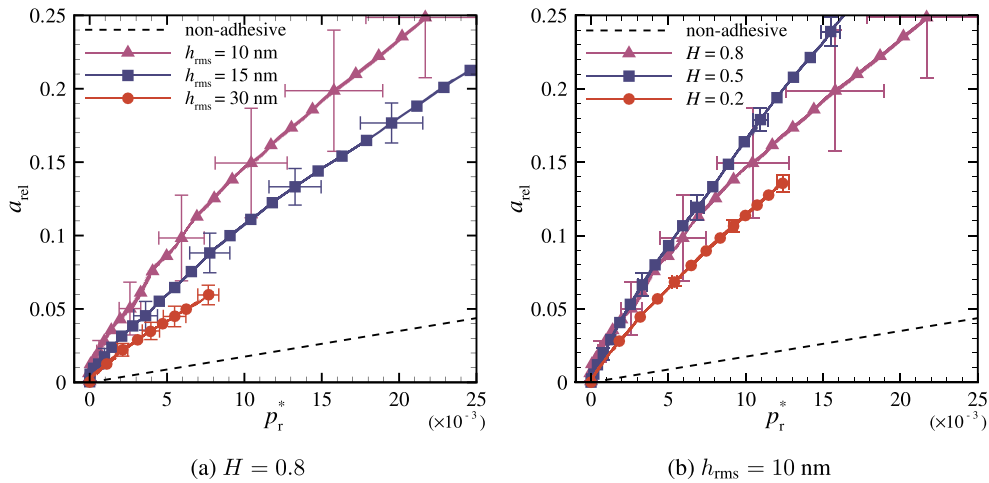 non-adhesive
h_rms = 10 nm
h_rms = 15 nm
h_rms = 30 nm
0.25
0.2
0.15
0.1
0.05
0
a_rel
0 5 10 15 20 25
p_r^* (×10^-3)
(a) H = 0.8
non-adhesive
H = 0.8
H = 0.5
H = 0.2
0.25
0.2
0.15
0.1
0.05
0
a_rel
0 5 10 15 20 25
p_r^* (×10^-3)
(b) h_rms = 10 nm